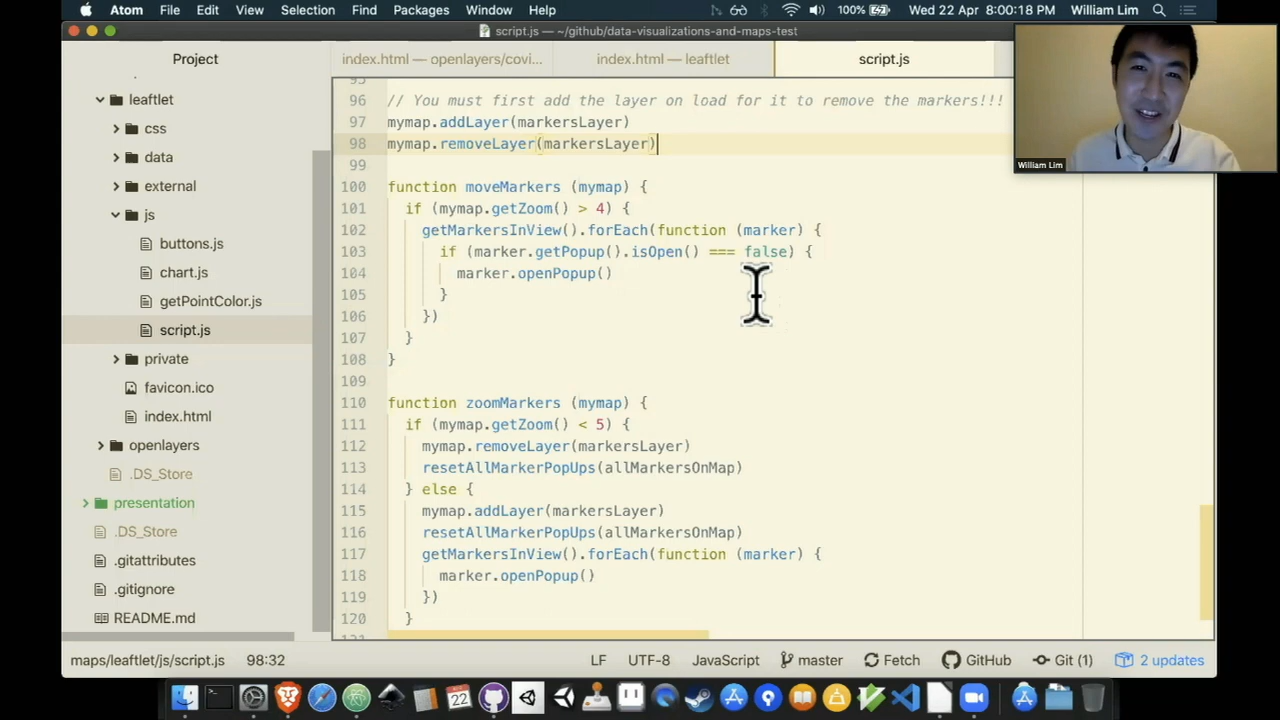 Atom File Edit View Selection Find Packages Window Help 100% Wed 22 Apr 8:00:18 PM William Lim
script.js — ~/github/data-visualizations-and-maps-test
Project
index.html — openlayers/covi...
index.html — leaftlet
script.js
leaftlet
css
data
external
js
buttons.js
chart.js
getPointColor.js
script.js
private
favicon.ico
index.html
openlayers
.DS_Store
presentation
.DS_Store
.gitattributes
.gitignore
README.md
95
96 // You must first add the layer on load for it to remove the markers!!!
97 mymap.addLayer(markersLayer)
98 mymap.removeLayer(markersLayer)
99
100 function moveMarkers (mymap) {
101 if (mymap.getZoom() > 4) {
102 getMarkersInView().forEach(function (marker) {
103 if (marker.getPopup().isOpen() === false) {
104 marker.openPopup()
105 }
106 })
107 }
108 }
109
110 function zoomMarkers (mymap) {
111 if (mymap.getZoom() < 5) {
112 mymap.removeLayer(markersLayer)
113 resetAllMarkerPopUps(allMarkersOnMap)
114 } else {
115 mymap.addLayer(markersLayer)
116 resetAllMarkerPopUps(allMarkersOnMap)
117 getMarkersInView().forEach(function (marker) {
118 marker.openPopup()
119 })
120 }
121
William Lim
maps/leaftlet/js/script.js 98:32 LF UTF-8 JavaScript master Fetch GitHub Git (1) 2 updates
22